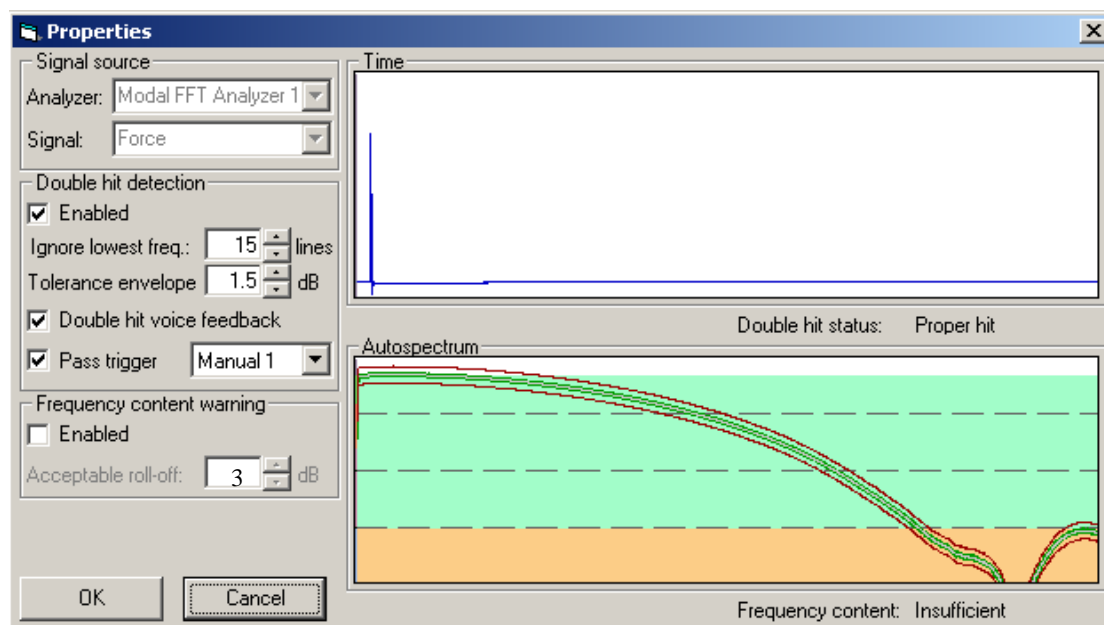 Properties
Signal source
Analyzer: Modal FFT Analyzer 1
Signal: Force
Double hit detection
Enabled
Ignore lowest freq.: 15 lines
Tolerance envelope 1.5 dB
Double hit voice feedback
Pass trigger Manual 1
Frequency content warning
Enabled
Acceptable roll-off: 3 dB
OK
Cancel
Time
Double hit status: Proper hit
Autospectrum
Frequency content: Insufficient